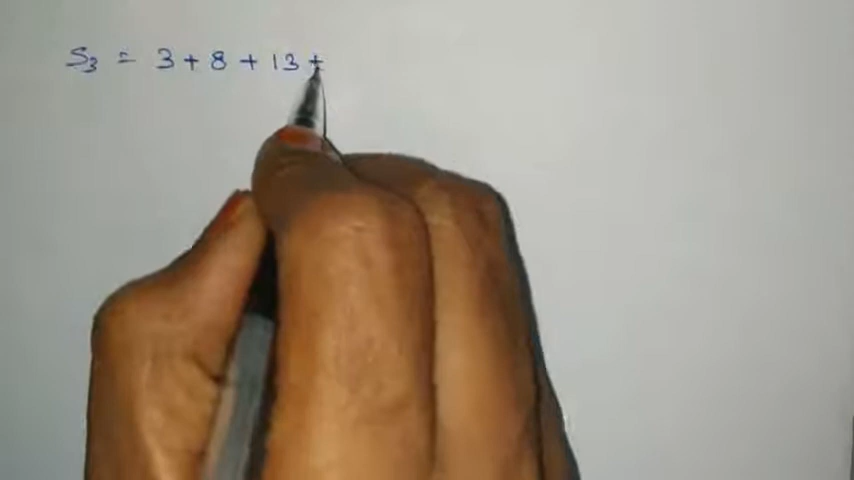 S₃ = 3 + 8 + 13 +